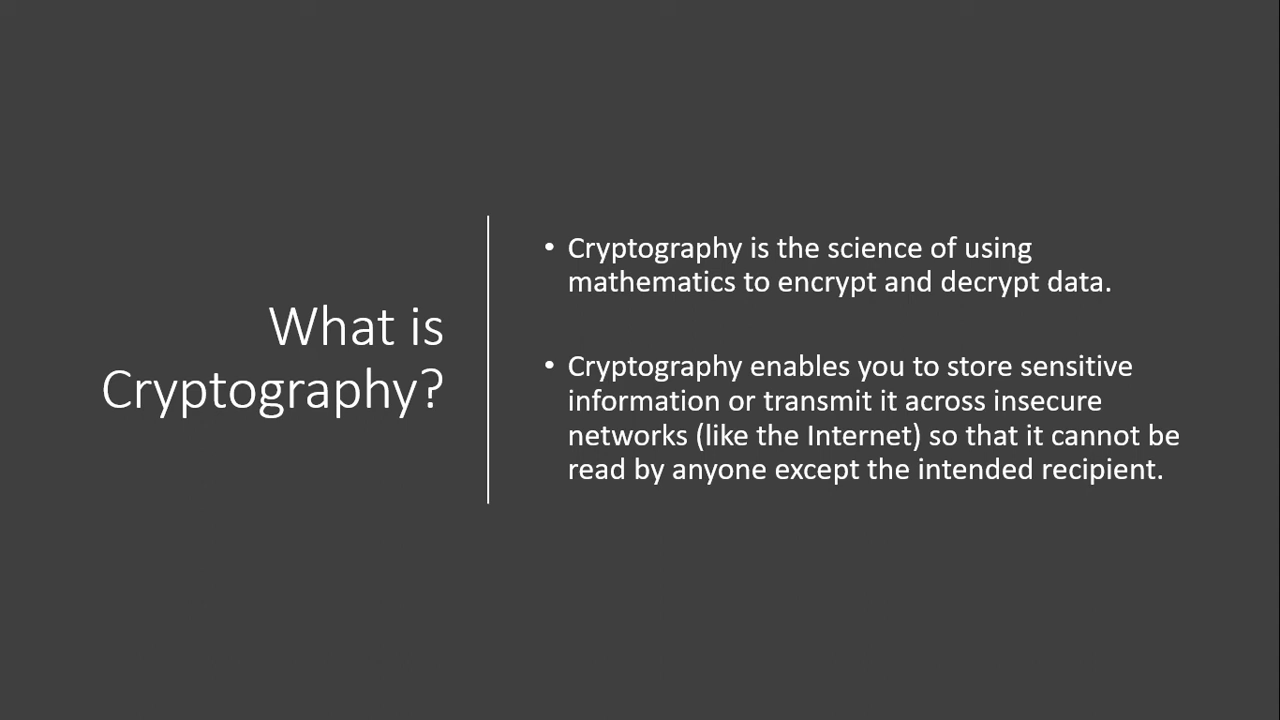 What is
Cryptography?
• Cryptography is the science of using
mathematics to encrypt and decrypt data.
• Cryptography enables you to store sensitive
information or transmit it across insecure
networks (like the Internet) so that it cannot be
read by anyone except the intended recipient.